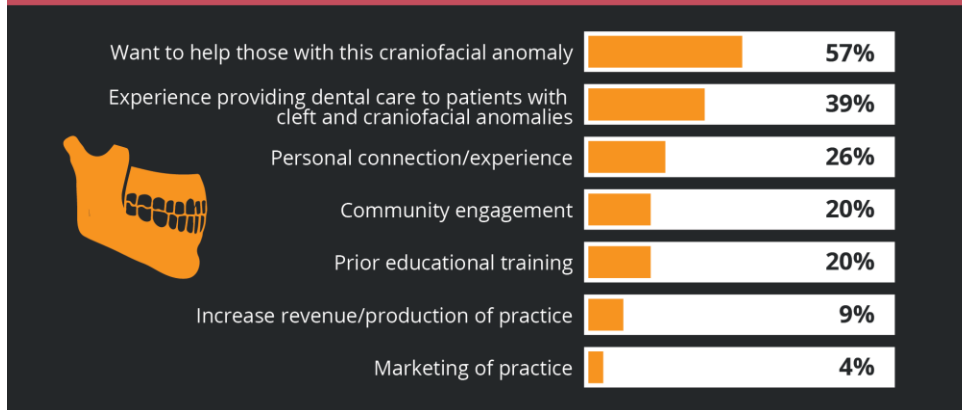 Want to help those with this craniofacial anomaly 57%
Experience providing dental care to patients with
cleft and craniofacial anomalies 39%
Personal connection/experience 26%
Community engagement 20%
Prior educational training 20%
Increase revenue/production of practice 9%
Marketing of practice 4%